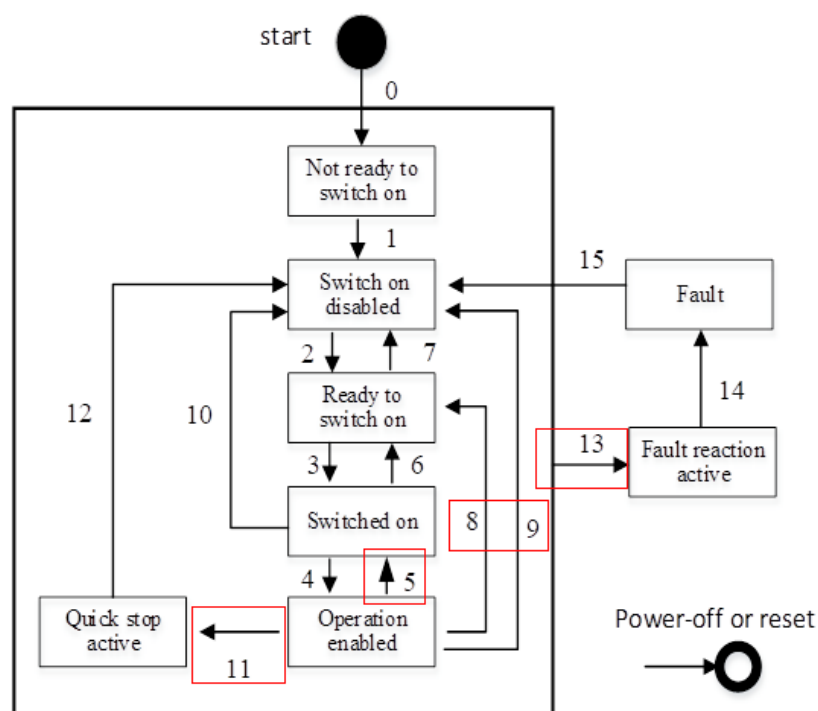 start
0
Not ready to
switch on
1
15
Switch on
disabled
Fault
2
7
12
10
Ready to
switch on
14
13
Fault reaction
active
3
6
Switched on
8
9
4
5
Quick stop
active
11
Operation
enabled
Power-off or reset